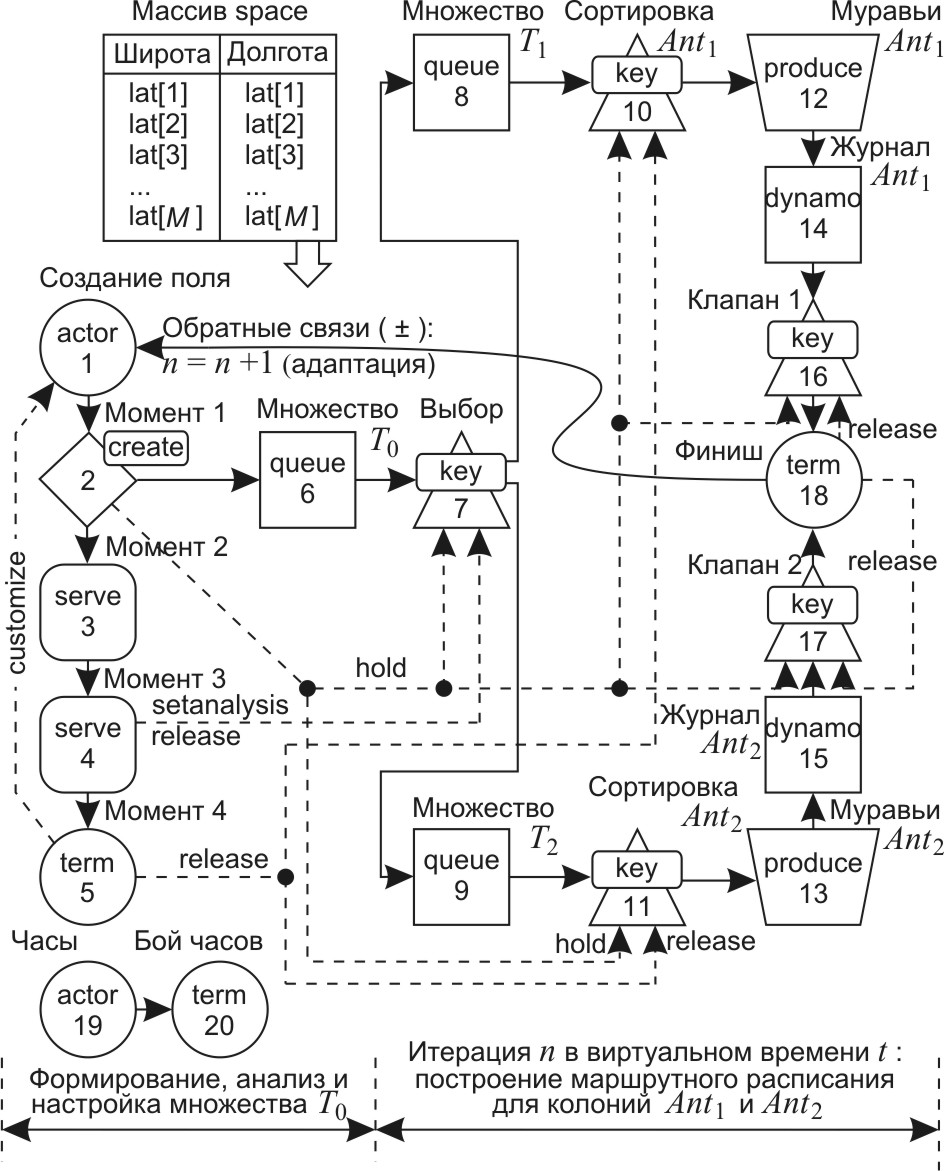 Массив space
Широта Долгота
lat[1] lat[1]
lat[2] lat[2]
lat[3] lat[3]
... ...
lat[M] lat[M]
Множество
T₁
queue
8
Сортировка
Ant₁
key
10
Муравьи
Ant₁
produce
12
Журнал
Ant₁
dynamo
14
Клапан 1
key
16
release
Финиш
term
18
release
Клапан 2
key
17
Создание поля
actor
1
Обратные связи ( ± ):
n = n +1 (адаптация)
Момент 1
create
2
Множество
T₀
queue
6
Выбор
key
7
Момент 2
customize
serve
3
hold
Момент 3
setanalysis
release
serve
4
Момент 4
term
5
release
Журнал
Ant₂
dynamo
15
Множество
T₂
queue
9
Сортировка
Ant₂
key
11
hold
release
Муравьи
Ant₂
produce
13
Часы
actor
19
Бой часов
term
20
Формирование, анализ и
настройка множества T₀
Итерация n в виртуальном времени t :
построение маршрутного расписания
для колоний Ant₁ и Ant₂